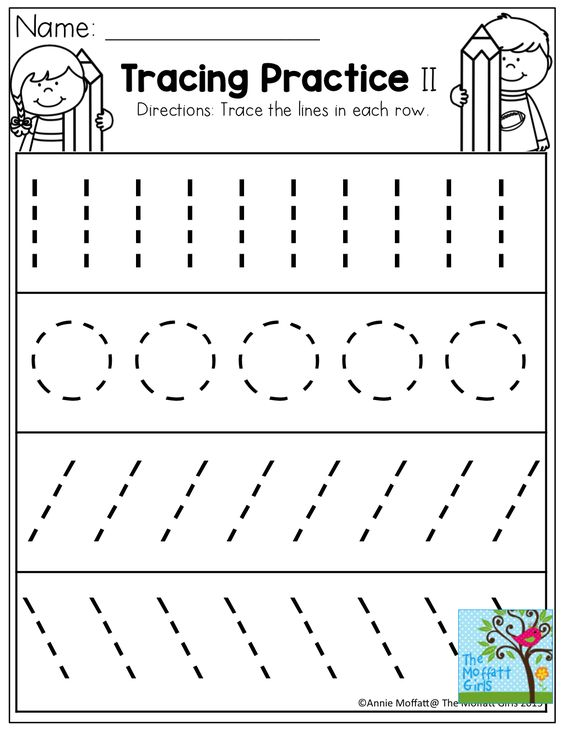 Name:
Tracing Practice II
Directions: Trace the lines in each row.
The
Moffatt
Girls
©Annie Moffatt@ The Moffatt Girls 2015